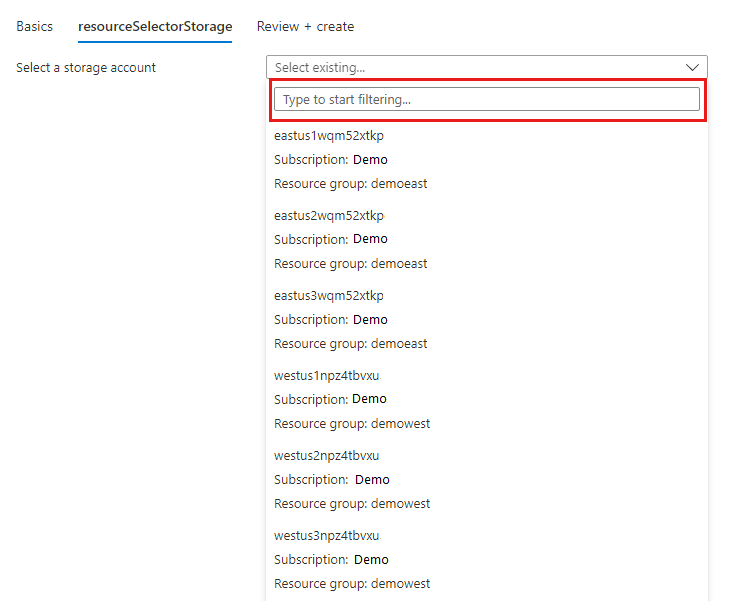 Basics resourceSelectorStorage Review + create
Select a storage account Select existing...
Type to start filtering...
eastus1wqm52xtkp
Subscription: Demo
Resource group: demoeast
eastus2wqm52xtkp
Subscription: Demo
Resource group: demoeast
eastus3wqm52xtkp
Subscription: Demo
Resource group: demoeast
westus1npz4tbvxu
Subscription: Demo
Resource group: demowest
westus2npz4tbvxu
Subscription: Demo
Resource group: demowest
westus3npz4tbvxu
Subscription: Demo
Resource group: demowest